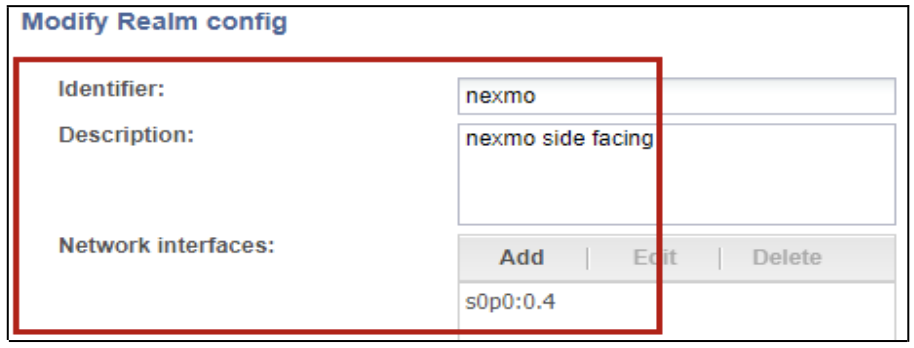 Modify Realm config
Identifier: nexmo
Description: nexmo side facing
Network interfaces: Add | Edit | Delete
s0p0:0.4